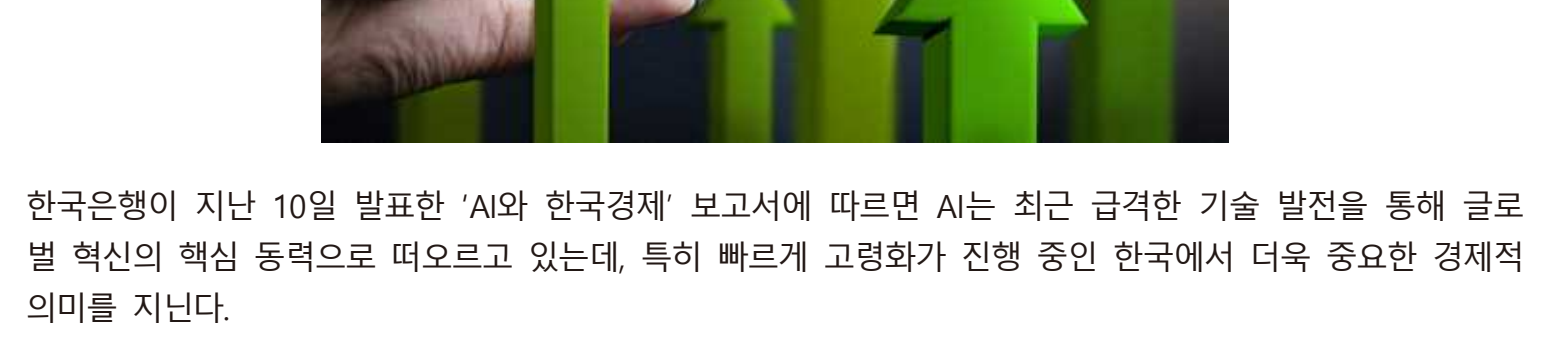 한국은행이 지난 10일 발표한 'AI와 한국경제' 보고서에 따르면 AI는 최근 급격한 기술 발전을 통해 글로
벌 혁신의 핵심 동력으로 떠오르고 있는데, 특히 빠르게 고령화가 진행 중인 한국에서 더욱 중요한 경제적
의미를 지닌다.